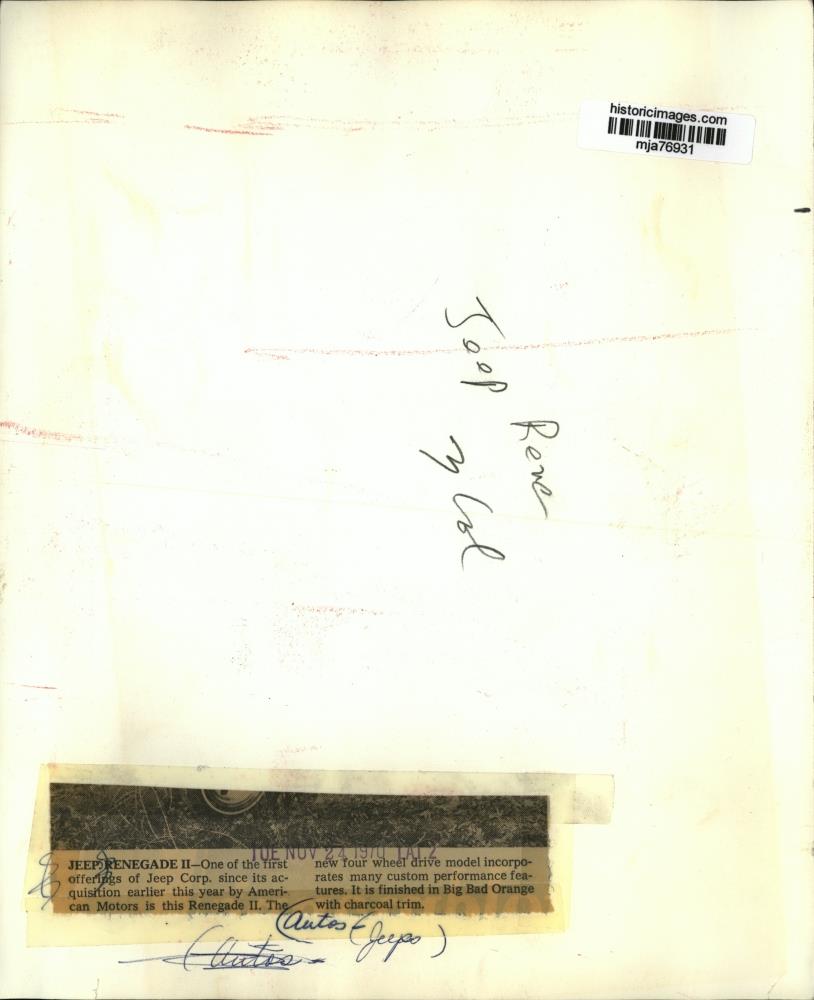 historicimages.com
mja76931
Jeep Rene
3 Col
TUE NOV 24 1970 LAT 2
JEEP RENEGADE II—One of the first
offerings of Jeep Corp. since its ac-
quisition earlier this year by Ameri-
can Motors is this Renegade II. The
new four wheel drive model incorpo-
rates many custom performance fea-
tures. It is finished in Big Bad Orange
with charcoal trim.
(Autos -
(Jeeps)
(Autos -